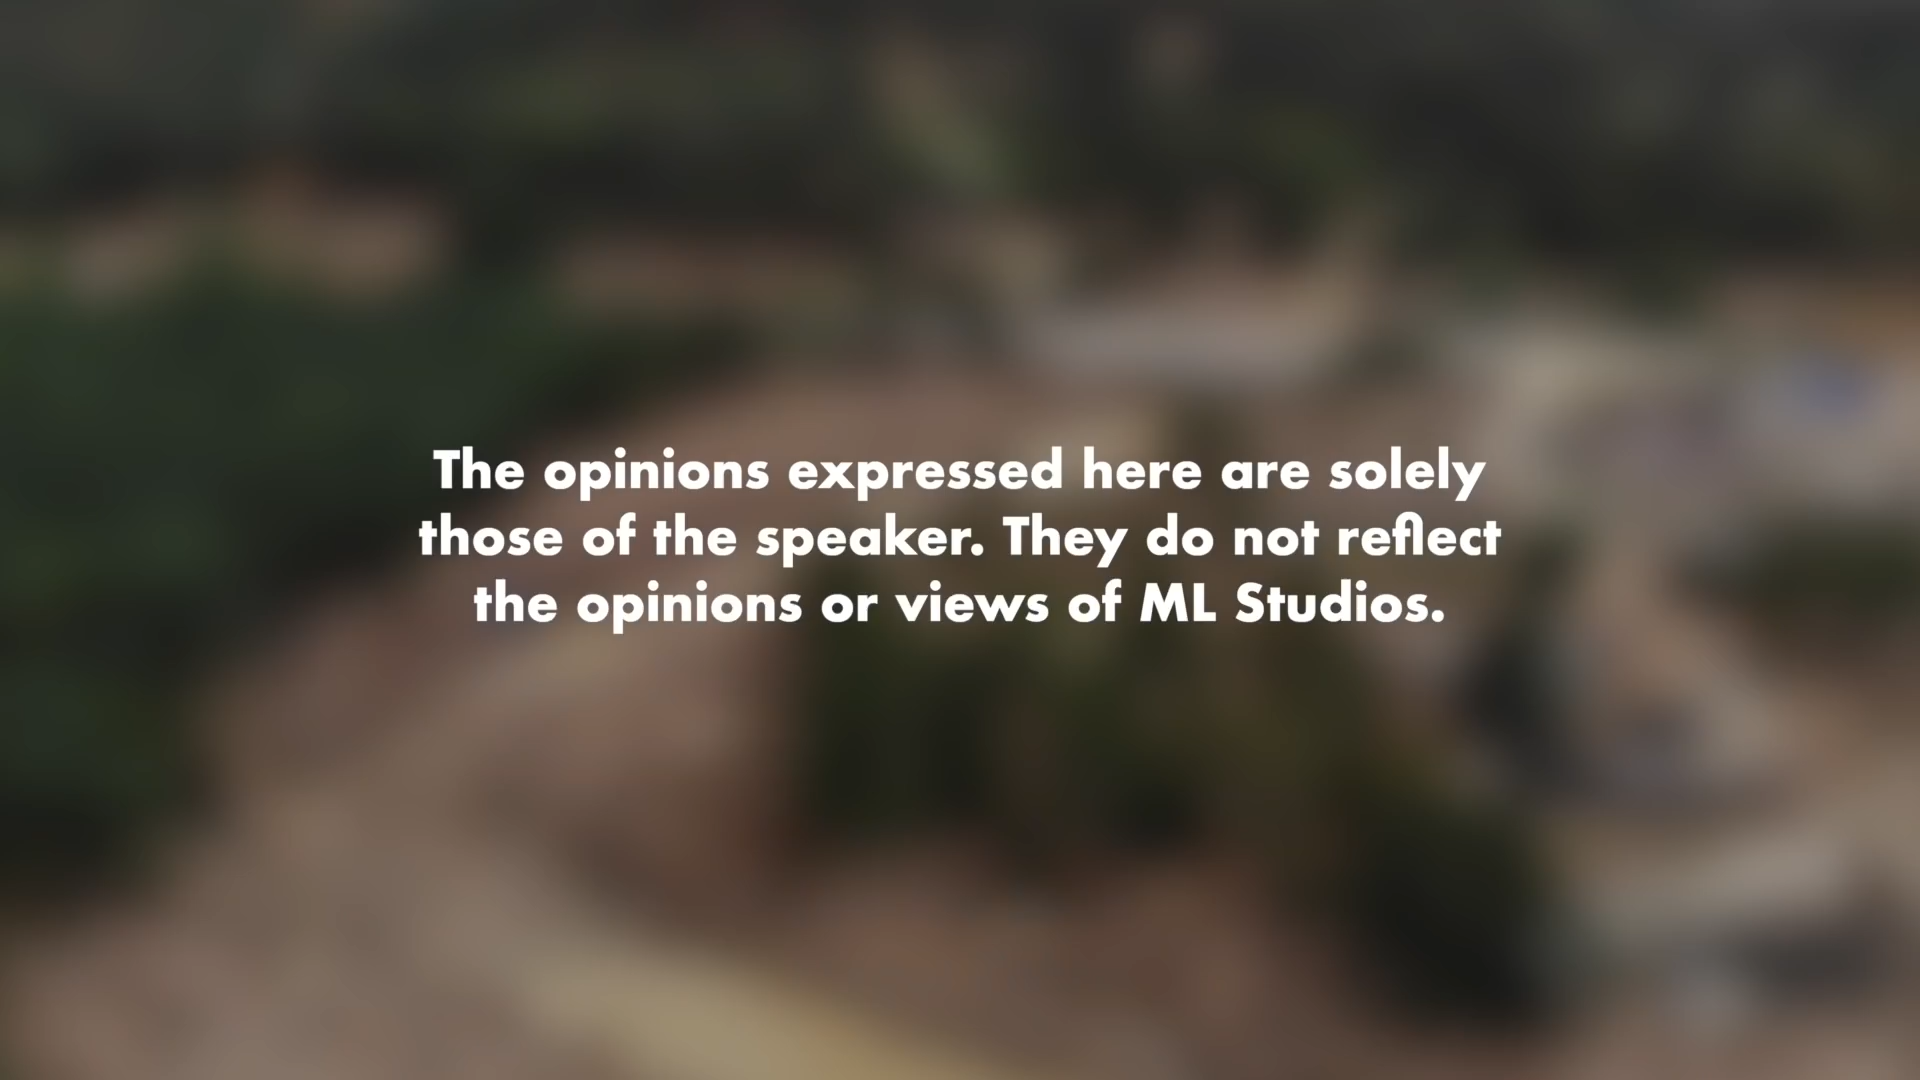 The opinions expressed here are solely
those of the speaker. They do not reflect
the opinions or views of ML Studios.